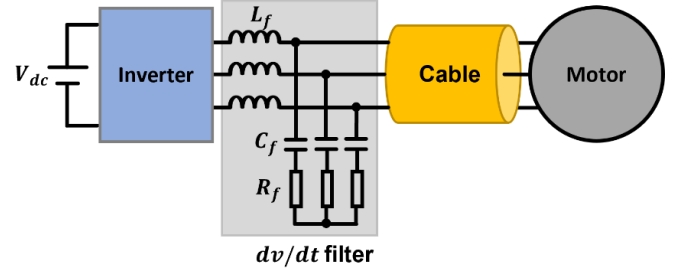 L_f
V_dc
Inverter
Cable
Motor
C_f
R_f
dv/dt filter